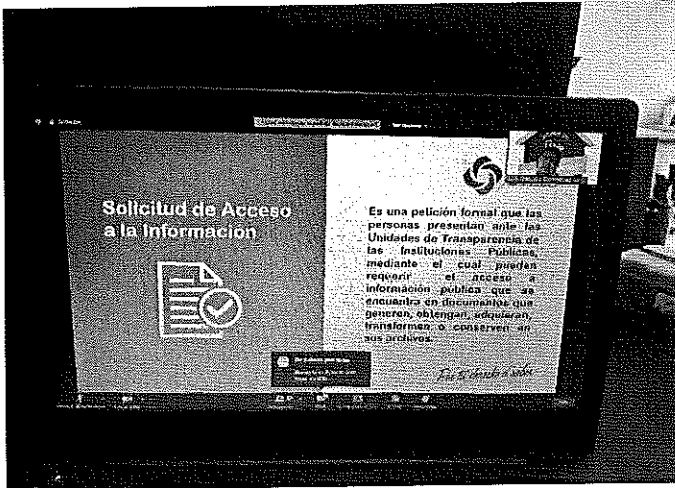 Solicitud de Acceso
a la Información
Es una petición formal que las
personas presentan ante las
Unidades de Transparencia de
las Instituciones Públicas,
mediante el cual pueden
requerir el acceso a
información pública que se
encuentra en documentos que
generen, obtengan, adquieran,
transformen o conserven en
sus archivos.